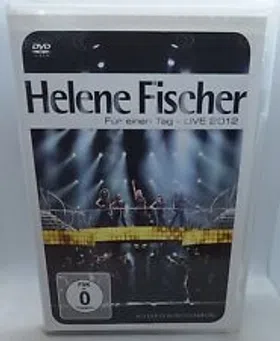 DVD
Helene Fischer
Für einen Tag - LIVE 2012
FSK
0